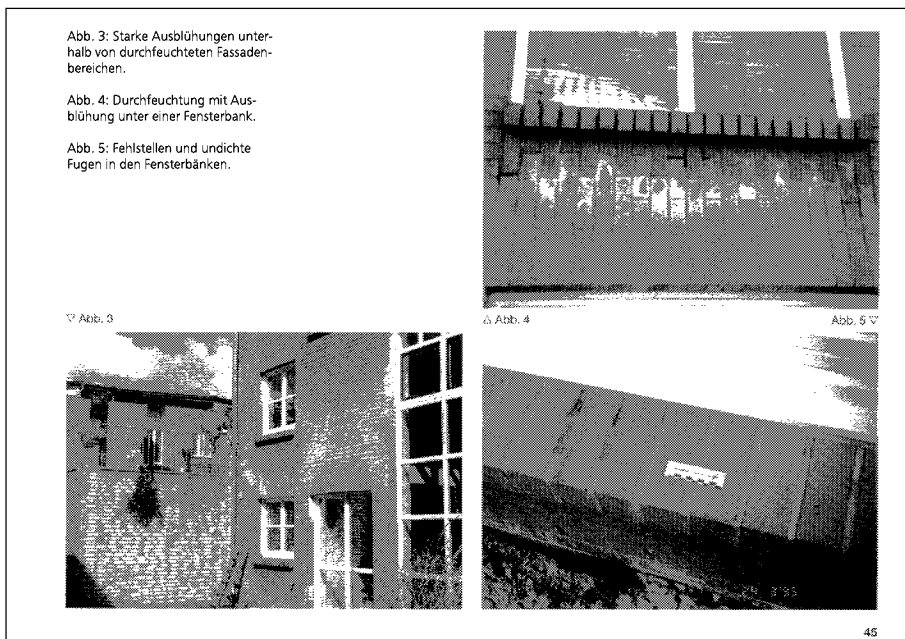 Abb. 3: Starke Ausblühungen unter-
halb von durchfeuchteten Fassaden-
bereichen.
Abb. 4: Durchfeuchtung mit Aus-
blühung unter einer Fensterbank.
Abb. 5: Fehlstellen und undichte
Fugen in den Fensterbänken.
▽ Abb. 3
△ Abb. 4
Abb. 5 ▽
45